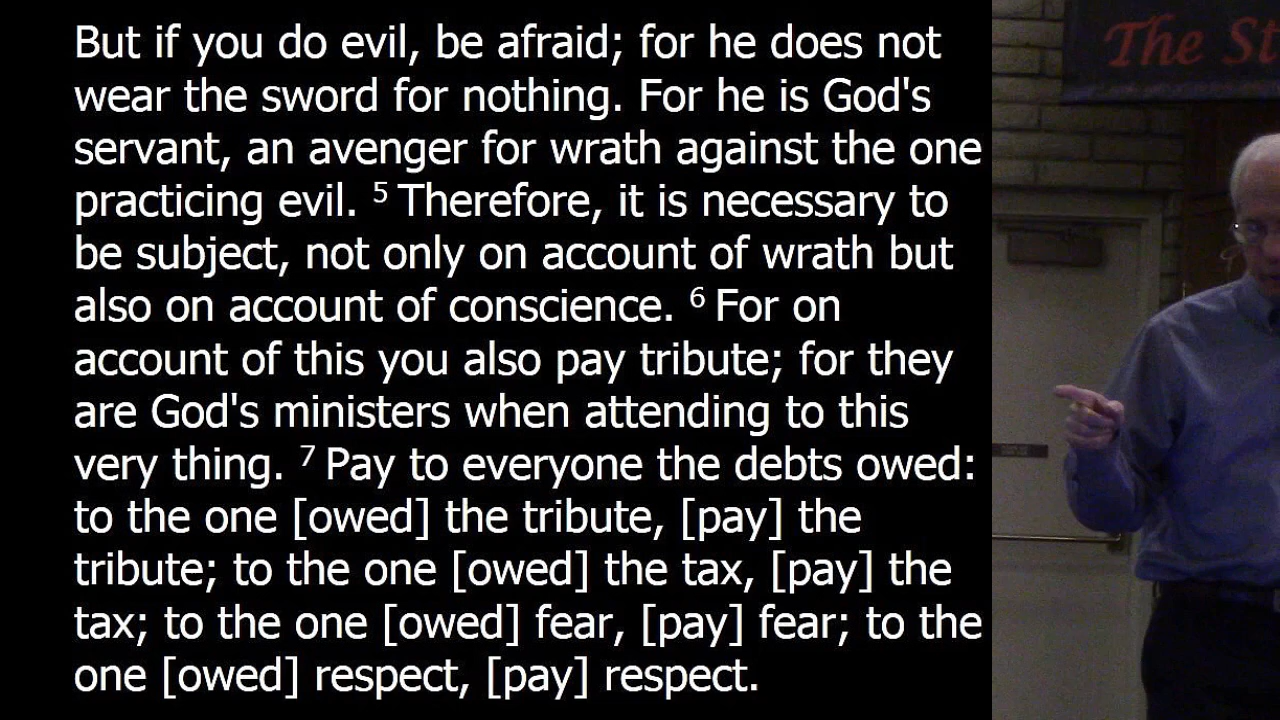 But if you do evil, be afraid; for he does not
wear the sword for nothing. For he is God's
servant, an avenger for wrath against the one
practicing evil. 5 Therefore, it is necessary to
be subject, not only on account of wrath but
also on account of conscience. 6 For on
account of this you also pay tribute; for they
are God's ministers when attending to this
very thing. 7 Pay to everyone the debts owed:
to the one [owed] the tribute, [pay] the
tribute; to the one [owed] the tax, [pay] the
tax; to the one [owed] fear, [pay] fear; to the
one [owed] respect, [pay] respect.
The St